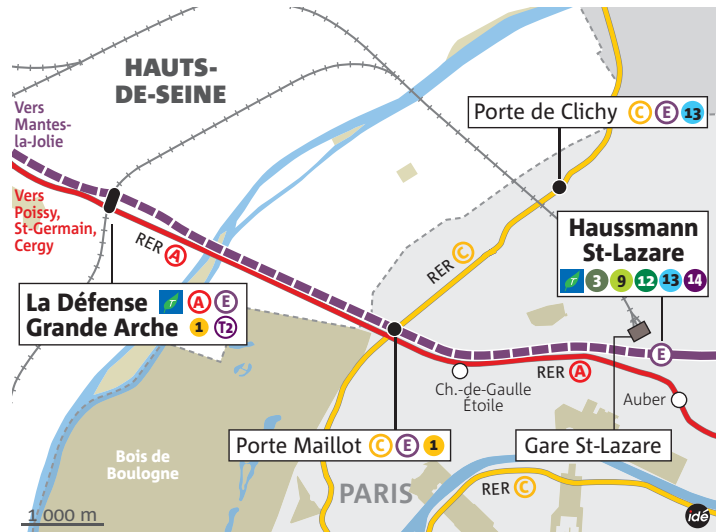 HAUTS-
DE-SEINE
Vers
Mantes-
la-Jolie
Porte de Clichy C E 13
Vers
Poissy,
St-Germain,
Cergy
RER A
RER C
Haussmann
St-Lazare
T 3 9 12 13 14
La Défense T A E
Grande Arche 1 T2
E
RER A
Ch.-de-Gaulle
Étoile
Auber
Porte Maillot C E 1
Gare St-Lazare
Bois de
Boulogne
PARIS
RER C
1 000 m
idé